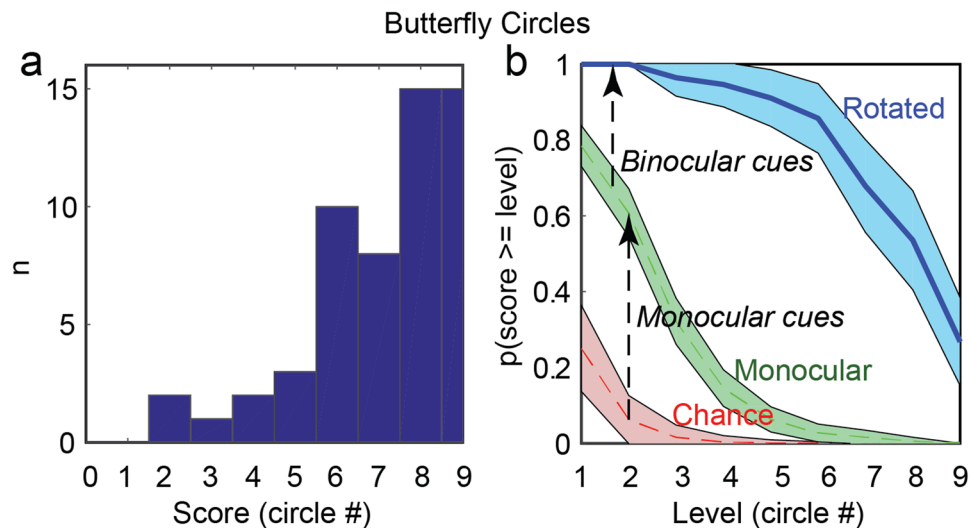 Butterfly Circles
a
15
10
5
0
n
0 1 2 3 4 5 6 7 8 9
Score (circle #)
b
1
0.8
0.6
0.4
0.2
0
p(score >= level)
Rotated
Binocular cues
Monocular cues
Monocular
Chance
1 2 3 4 5 6 7 8 9
Level (circle #)